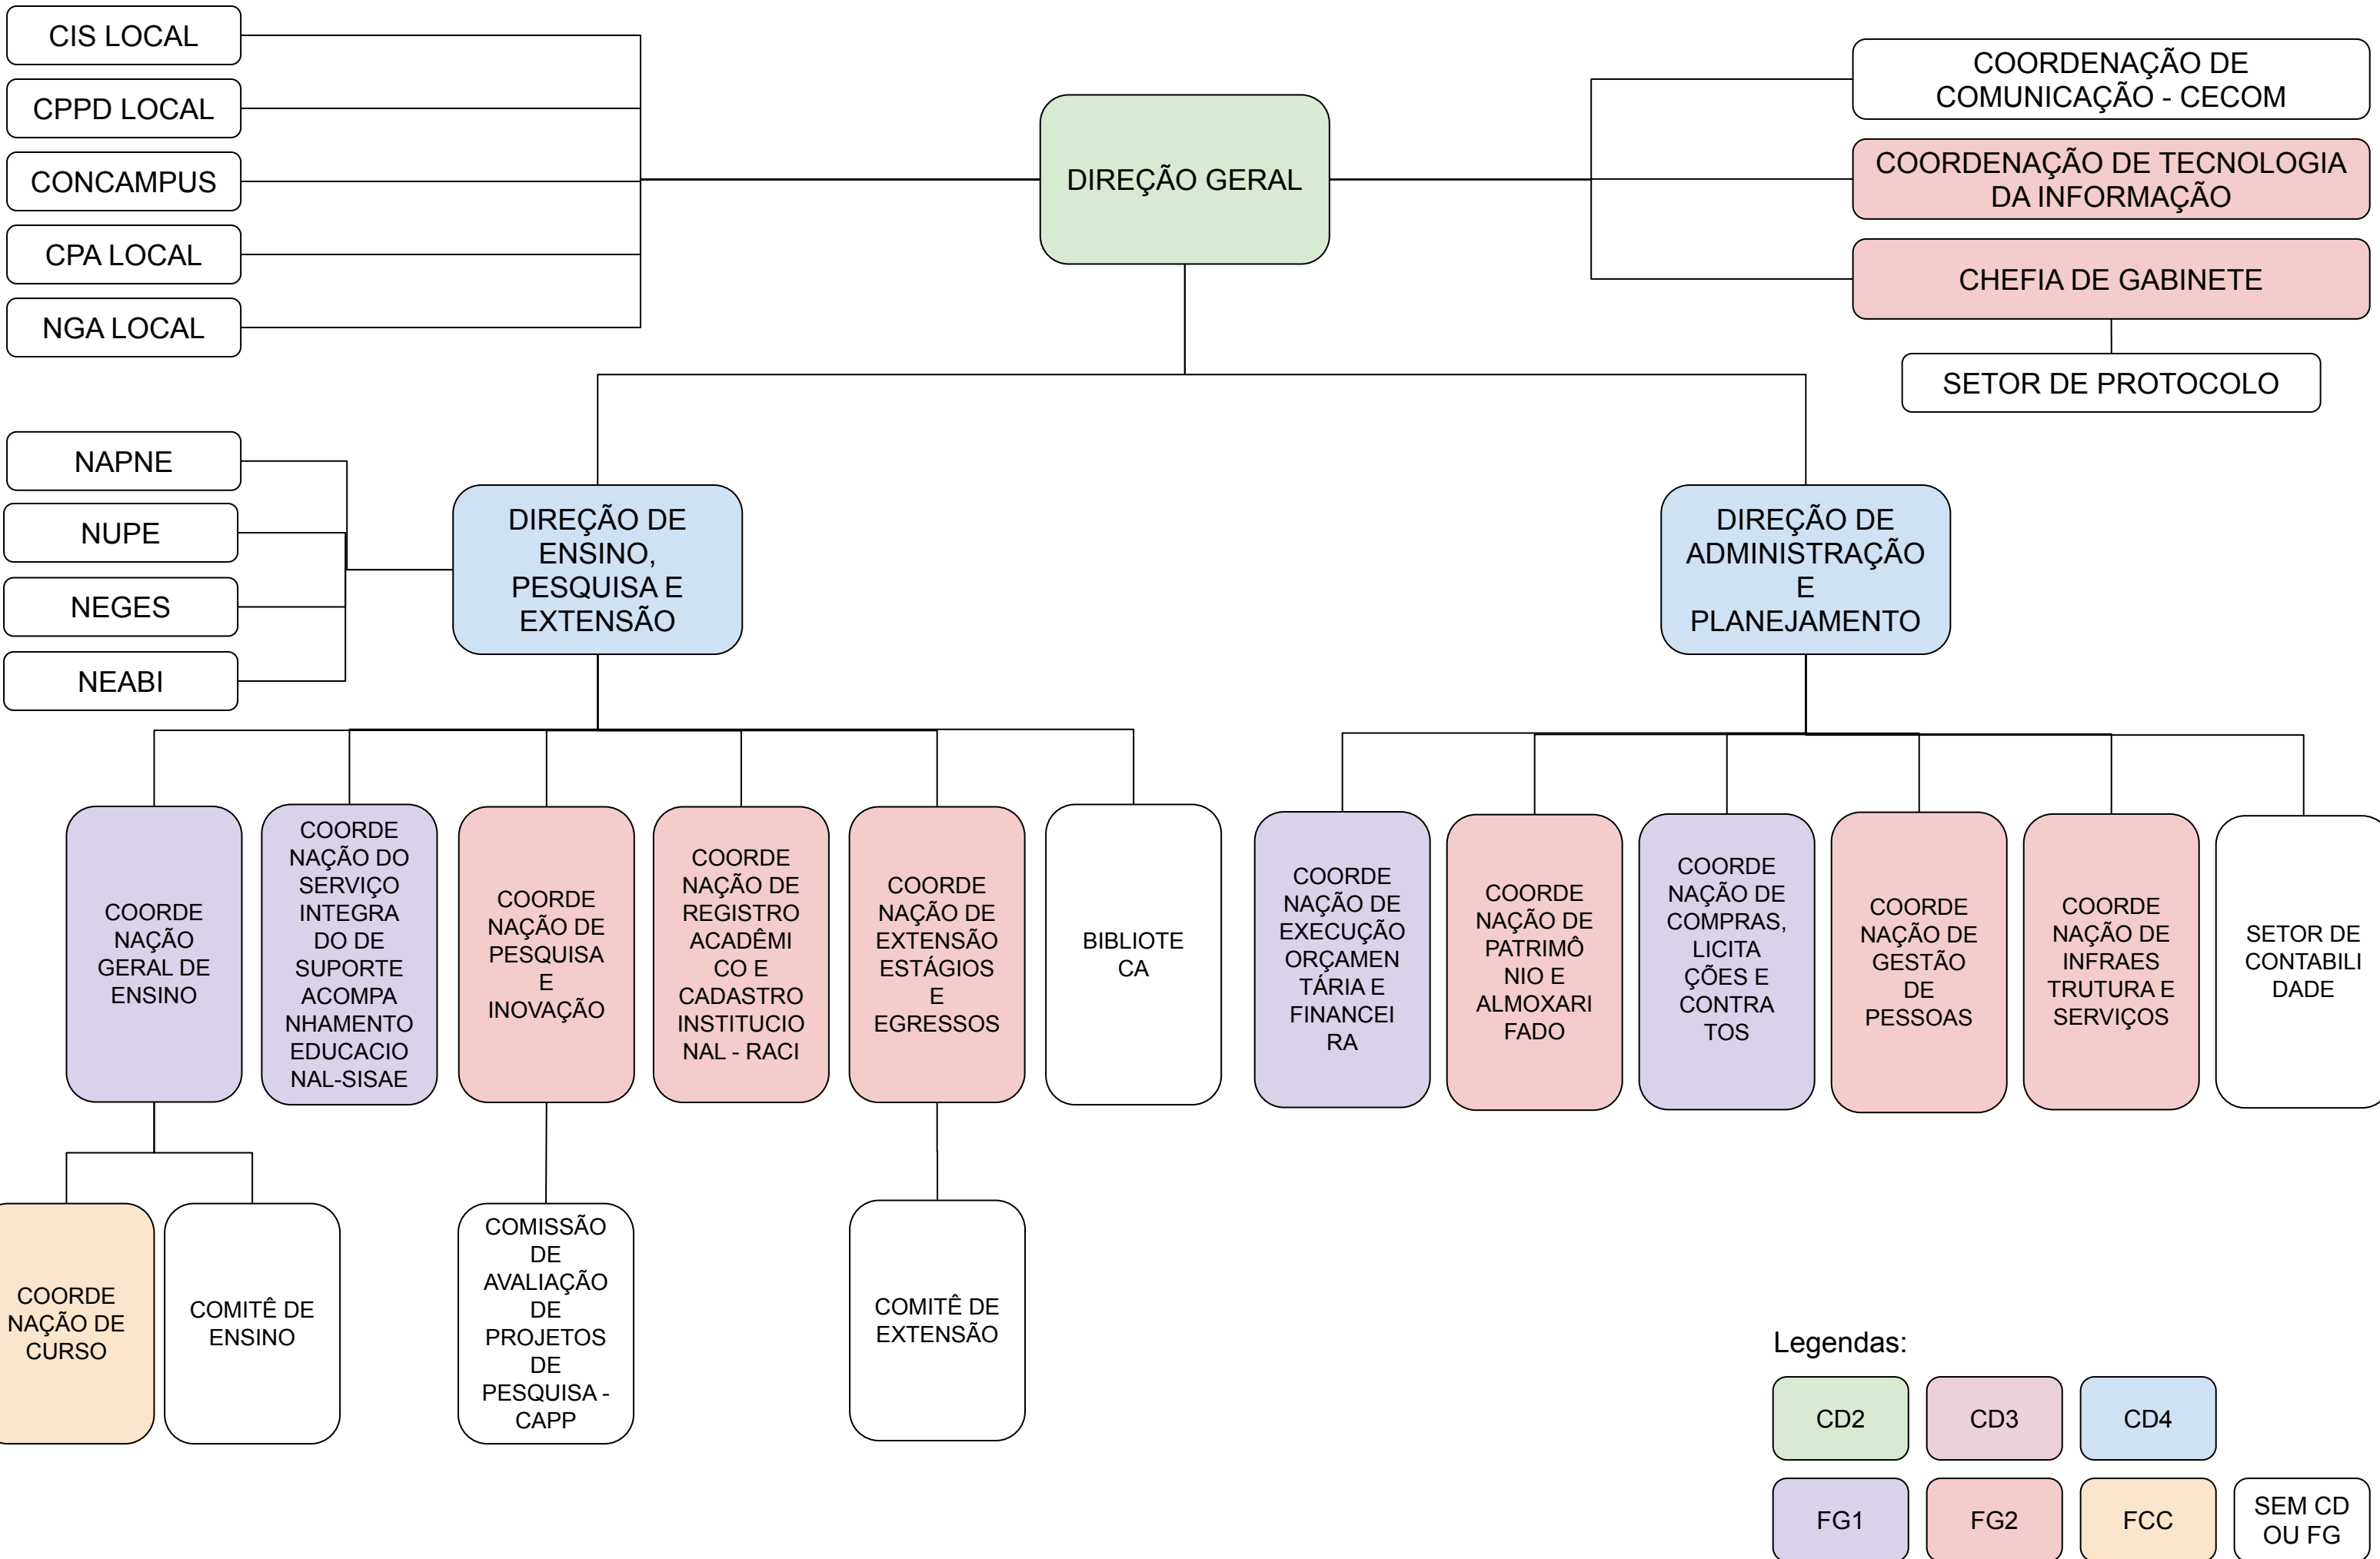 CIS LOCAL
CPPD LOCAL
CONCAMPUS
CPA LOCAL
NGA LOCAL
DIREÇÃO GERAL
COORDENAÇÃO DE
COMUNICAÇÃO - CECOM
COORDENAÇÃO DE TECNOLOGIA
DA INFORMAÇÃO
CHEFIA DE GABINETE
SETOR DE PROTOCOLO
NAPNE
NUPE
NEGES
NEABI
DIREÇÃO DE
ENSINO,
PESQUISA E
EXTENSÃO
DIREÇÃO DE
ADMINISTRAÇÃO
E
PLANEJAMENTO
COORDE
NAÇÃO
GERAL DE
ENSINO
COORDE
NAÇÃO DO
SERVIÇO
INTEGRA
DO DE
SUPORTE
ACOMPA
NHAMENTO
EDUCACIO
NAL-SISAE
COORDE
NAÇÃO DE
PESQUISA
E
INOVAÇÃO
COORDE
NAÇÃO DE
REGISTRO
ACADÊMI
CO E
CADASTRO
INSTITUCIO
NAL - RACI
COORDE
NAÇÃO DE
EXTENSÃO
ESTÁGIOS
E
EGRESSOS
BIBLIOTE
CA
COORDE
NAÇÃO DE
EXECUÇÃO
ORÇAMEN
TÁRIA E
FINANCEI
RA
COORDE
NAÇÃO DE
PATRIMÔ
NIO E
ALMOXARI
FADO
COORDE
NAÇÃO DE
COMPRAS,
LICITA
ÇÕES E
CONTRA
TOS
COORDE
NAÇÃO DE
GESTÃO
DE
PESSOAS
COORDE
NAÇÃO DE
INFRAES
TRUTURA E
SERVIÇOS
SETOR DE
CONTABILI
DADE
COORDE
NAÇÃO DE
CURSO
COMITÊ DE
ENSINO
COMISSÃO
DE
AVALIAÇÃO
DE
PROJETOS
DE
PESQUISA -
CAPP
COMITÊ DE
EXTENSÃO
Legendas:
CD2
CD3
CD4
FG1
FG2
FCC
SEM CD
OU FG